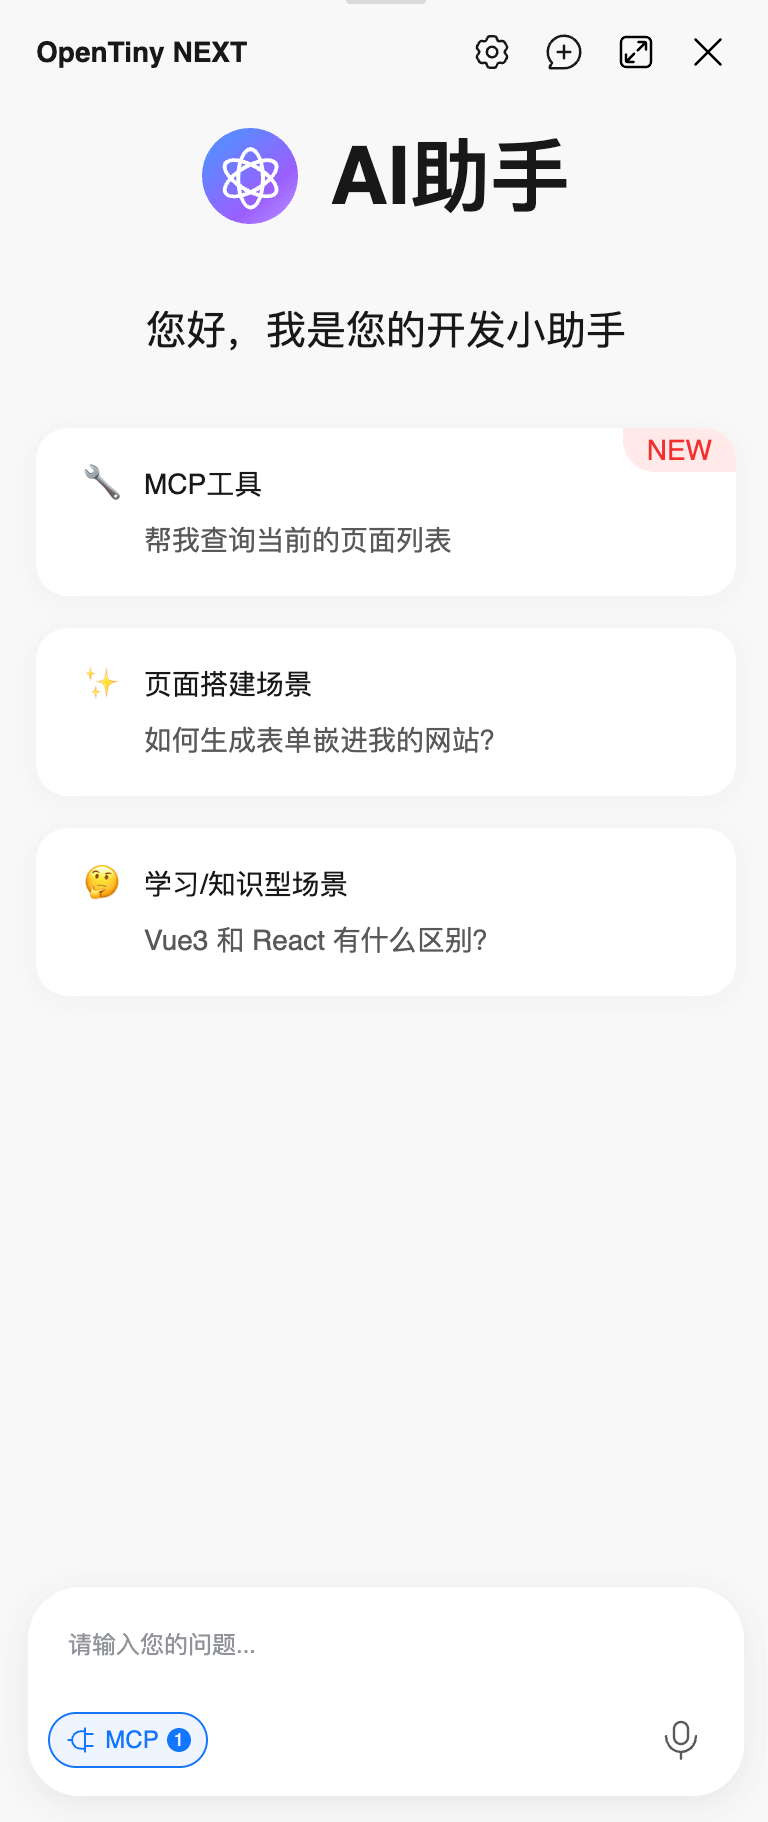 OpenTiny NEXT
AI助手
您好，我是您的开发小助手
NEW
MCP工具
帮我查询当前的页面列表
页面搭建场景
如何生成表单嵌进我的网站?
学习/知识型场景
Vue3 和 React 有什么区别?
请输入您的问题...
MCP 1